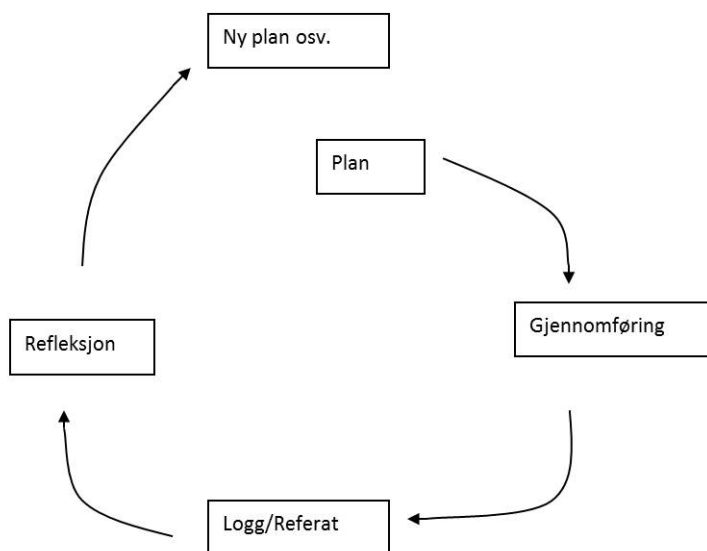 Ny plan osv.
Plan
Gjennomføring
Refleksjon
Logg/Referat